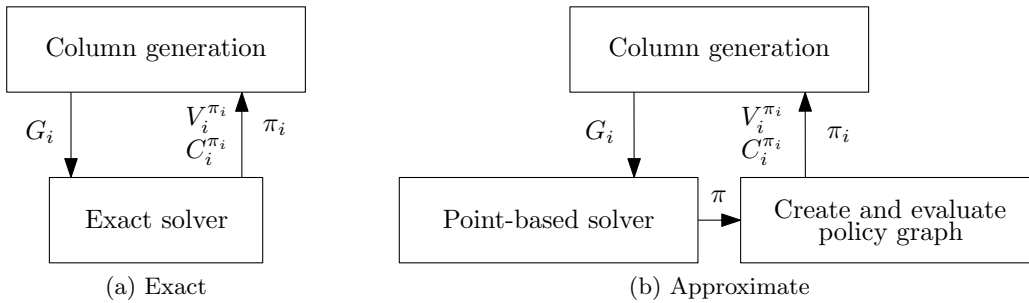 Column generation
G_i
V_i^{π_i}
C_i^{π_i}
π_i
Exact solver
(a) Exact
Column generation
G_i
V_i^{π_i}
C_i^{π_i}
π_i
Point-based solver
π
Create and evaluate
policy graph
(b) Approximate